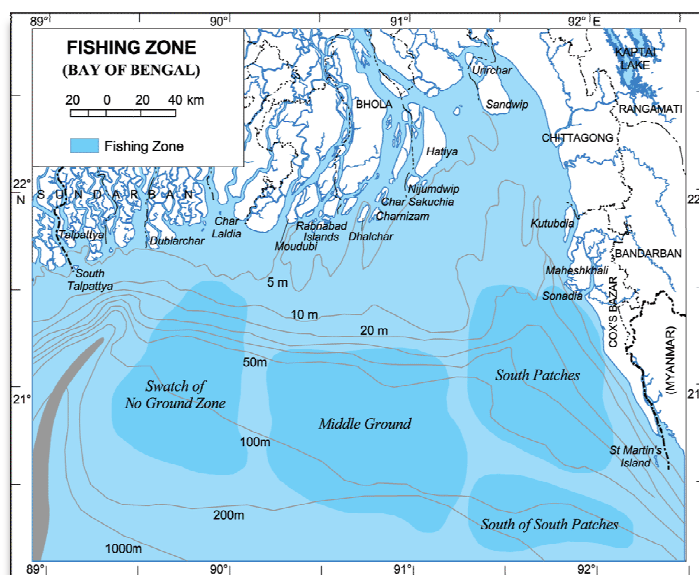 89°
90°
91°
92° E
FISHING ZONE
(BAY OF BENGAL)
20 0 20 40 km
Fishing Zone
KAPTAI
LAKE
Urirchar
BHOLA
Sandwip
RANGAMATI
CHITTAGONG
Hatiya
22°
N
22
SUNDARBAN
Nijumdwip
Char Sakuchia
Charnizam
Char
Laldia
Rabnabad
Islands
Kutubdia
Talpattya
Dublarchar
Moudubi
Dhalchar
BANDARBAN
South
Talpattya
Maheshkhali
5 m
Sonadia
10 m
20 m
COX'S BAZAR
(MYANMAR)
50m
Swatch of
No Ground Zone
South Patches
21°
21
Middle Ground
100m
St Martin's
Island
200m
South of South Patches
1000m
89°
90°
91°
92°